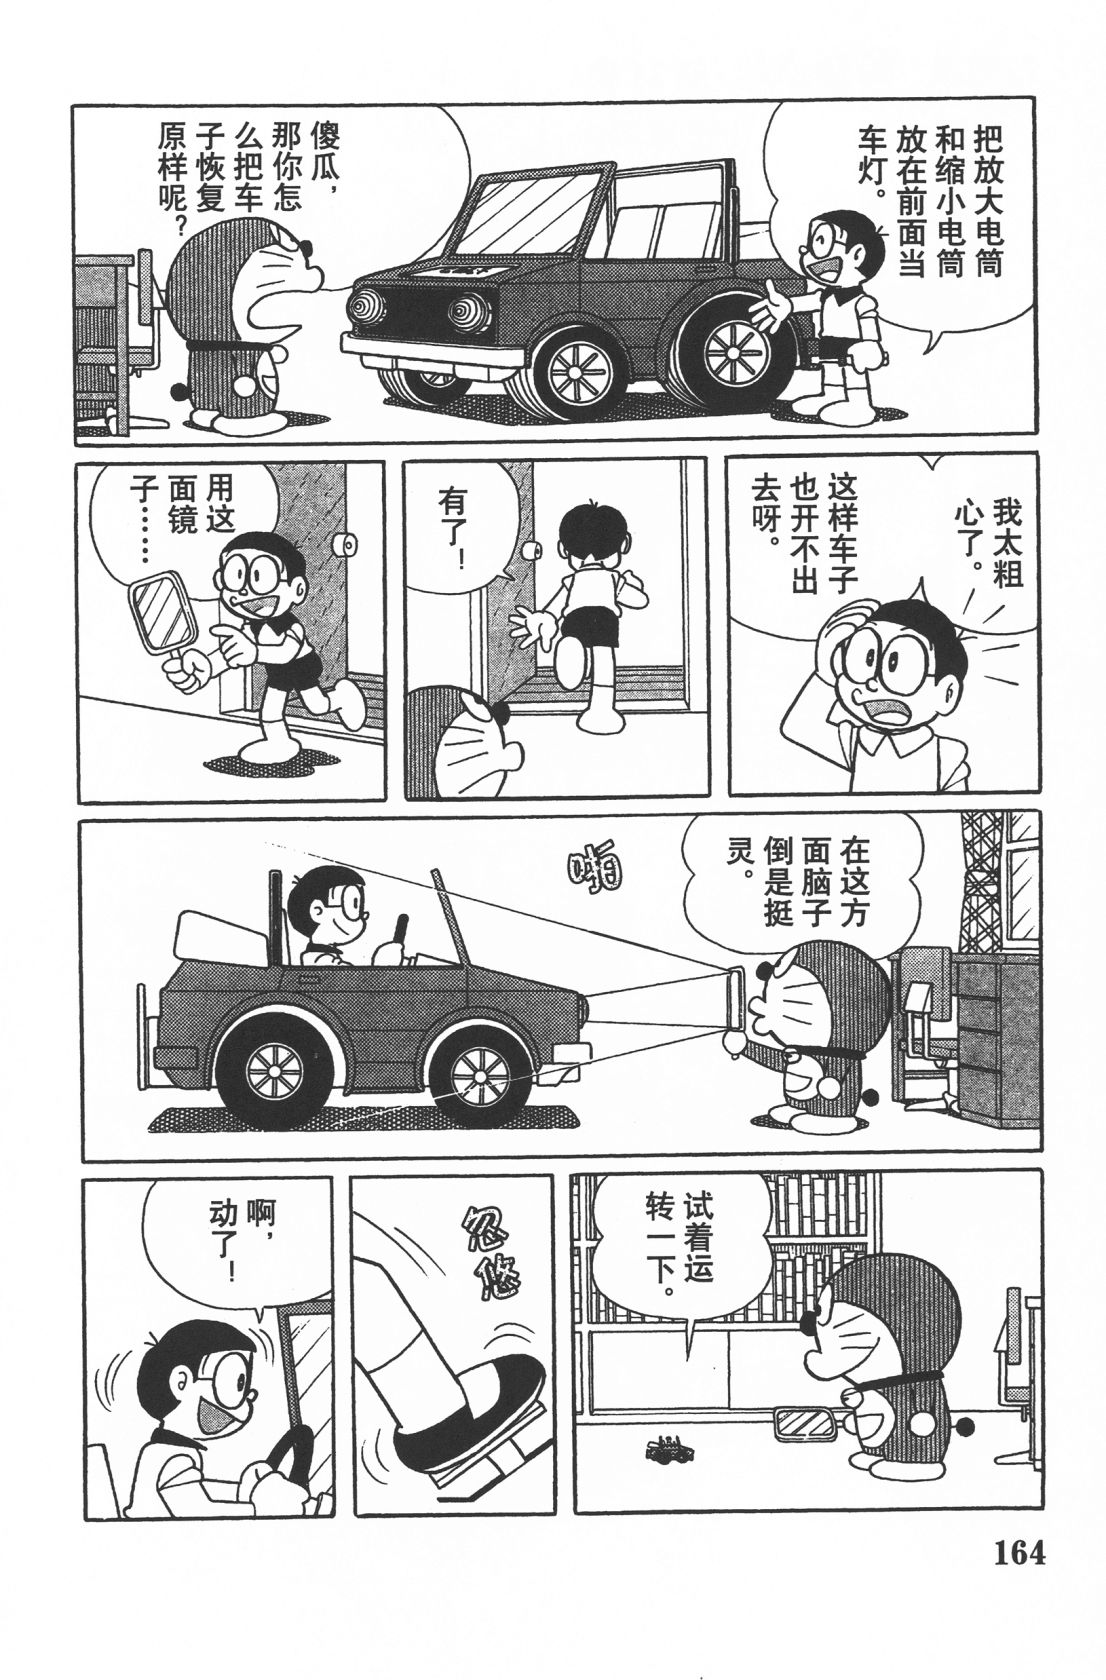 把放大电筒
和缩小电筒
放在前面当
车灯。
傻瓜，
那你怎
么把车
子恢复
原样呢？
我太粗
心了。
这样车子
也开不出
去呀。
有了！
用这
面镜
子……
在这方
面脑子
倒是挺
灵。
啪
试着运
转一下。
忽悠
啊，
动了！
164